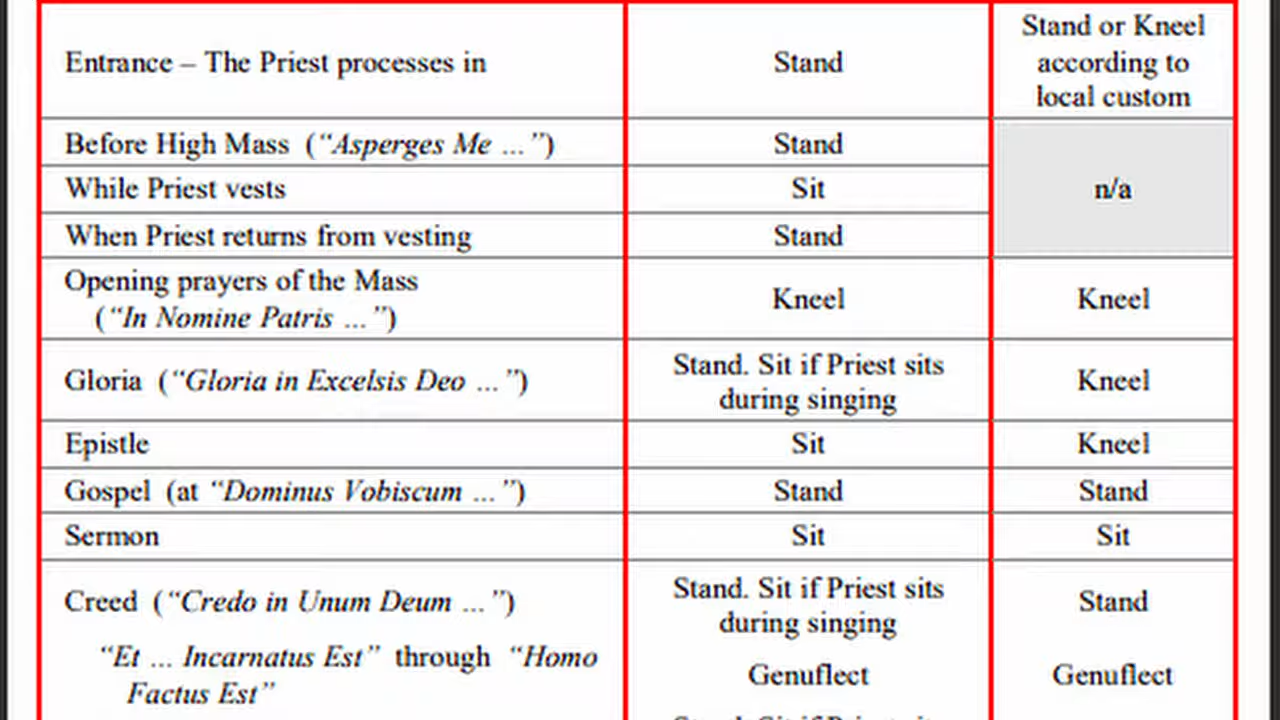 Entrance – The Priest processes in
Stand
Stand or Kneel
according to
local custom
Before High Mass (“Asperges Me ...”)
Stand
n/a
While Priest vests
Sit
When Priest returns from vesting
Stand
Opening prayers of the Mass
(“In Nomine Patris ...”)
Kneel
Kneel
Gloria (“Gloria in Excelsis Deo ...”)
Stand. Sit if Priest sits
during singing
Kneel
Epistle
Sit
Kneel
Gospel (at “Dominus Vobiscum ...”)
Stand
Stand
Sermon
Sit
Sit
Creed (“Credo in Unum Deum ...”)
Stand. Sit if Priest sits
during singing
Stand
“Et ... Incarnatus Est” through “Homo
Factus Est”
Genuflect
Genuflect